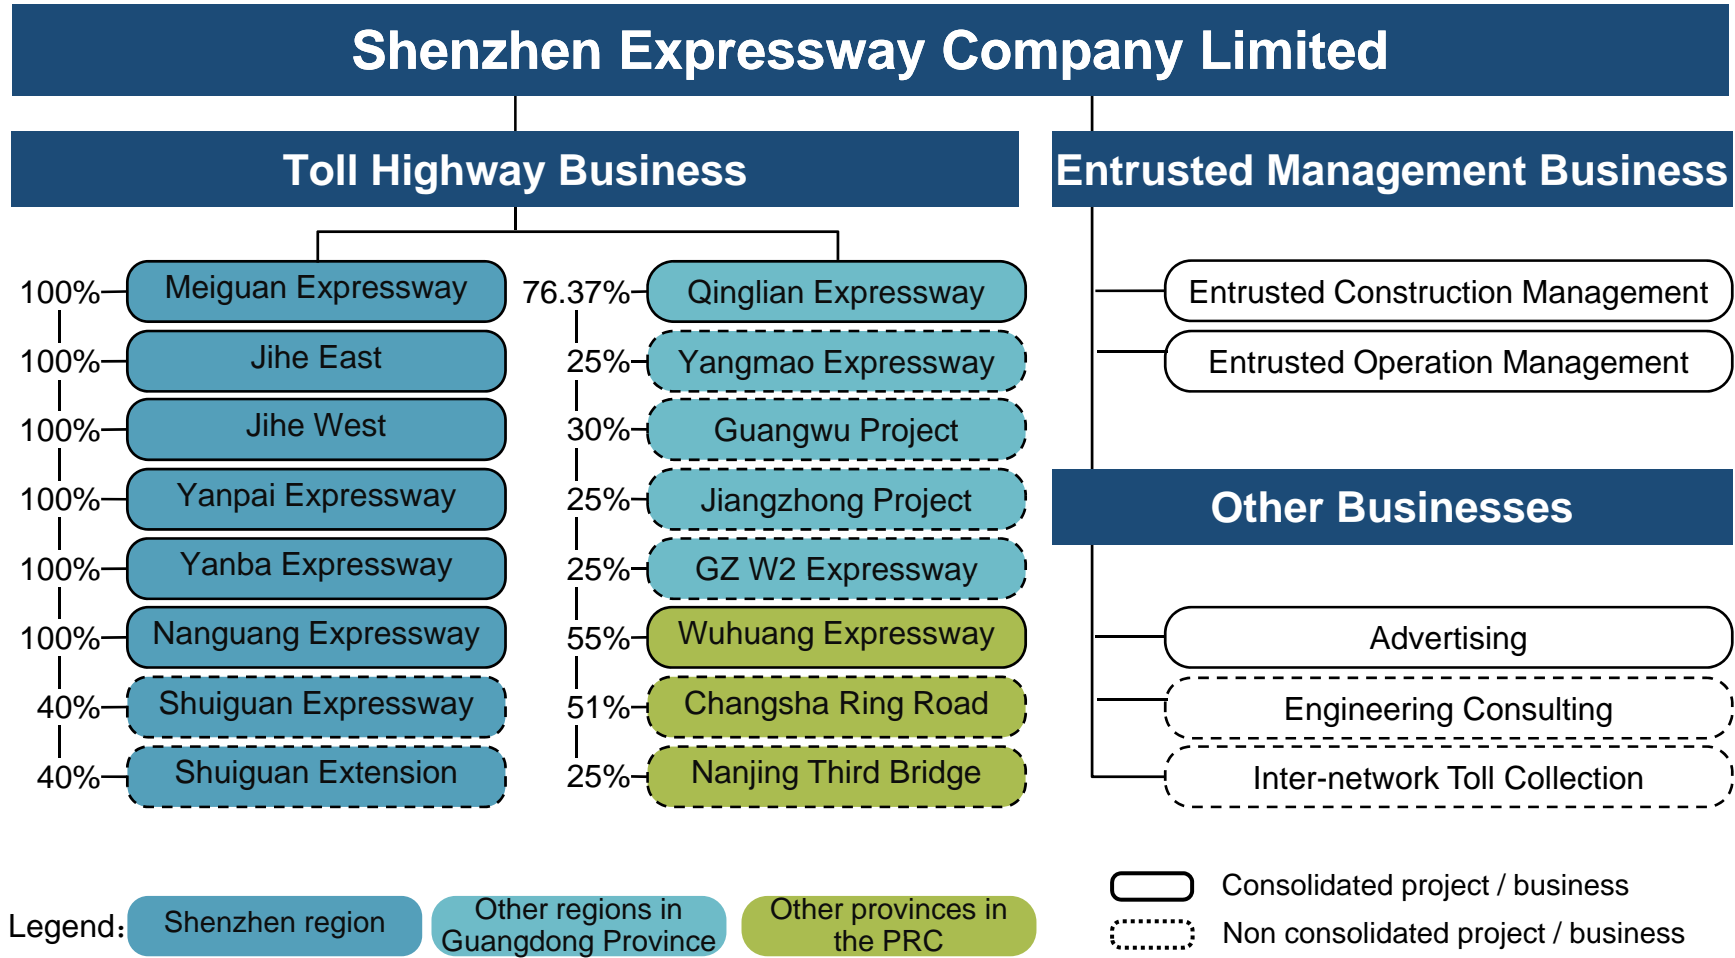 Shenzhen Expressway Company Limited
Toll Highway Business
Entrusted Management Business
100%
Meiguan Expressway
100%
Jihe East
100%
Jihe West
100%
Yanpai Expressway
100%
Yanba Expressway
100%
Nanguang Expressway
40%
Shuiguan Expressway
40%
Shuiguan Extension
76.37%
Qinglian Expressway
25%
Yangmao Expressway
30%
Guangwu Project
25%
Jiangzhong Project
25%
GZ W2 Expressway
55%
Wuhuang Expressway
51%
Changsha Ring Road
25%
Nanjing Third Bridge
Entrusted Construction Management
Entrusted Operation Management
Other Businesses
Advertising
Engineering Consulting
Inter-network Toll Collection
Legend:
Shenzhen region
Other regions in
Guangdong Province
Other provinces in
the PRC
Consolidated project / business
Non consolidated project / business